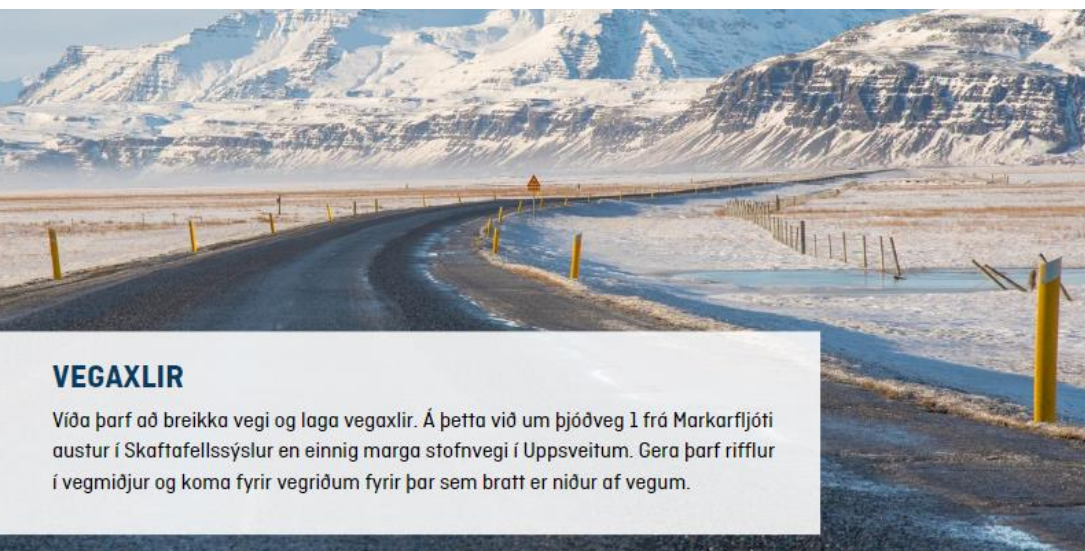 VEGAXLIR
Víða þarf að breikka vegi og laga vegaxlir. Á þetta við um þjóðveg 1 frá Markarfljóti
austur í Skaftafellssýslur en einnig marga stofnvegi í Uppsveitum. Gera þarf rifflur
í vegmiðjur og koma fyrir vegriðum fyrir þar sem bratt er niður af vegum.